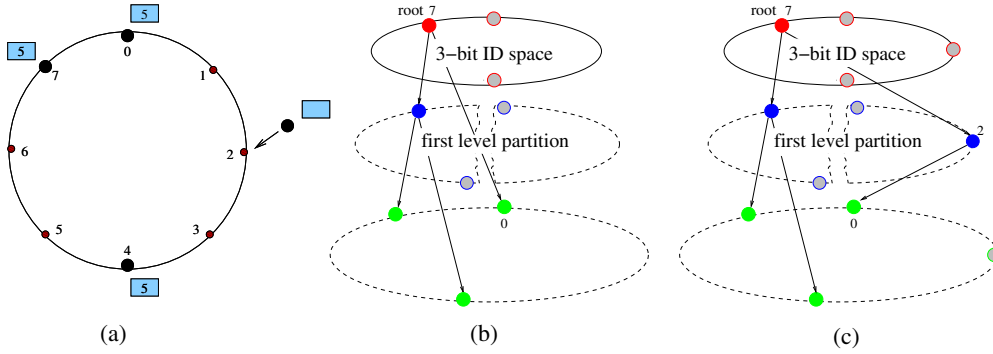 5
0
5
7
1
2
6
5
3
4
5
(a)
root 7
3-bit ID space
first level partition
0
(b)
root 7
3-bit ID space
2
first level partition
0
(c)